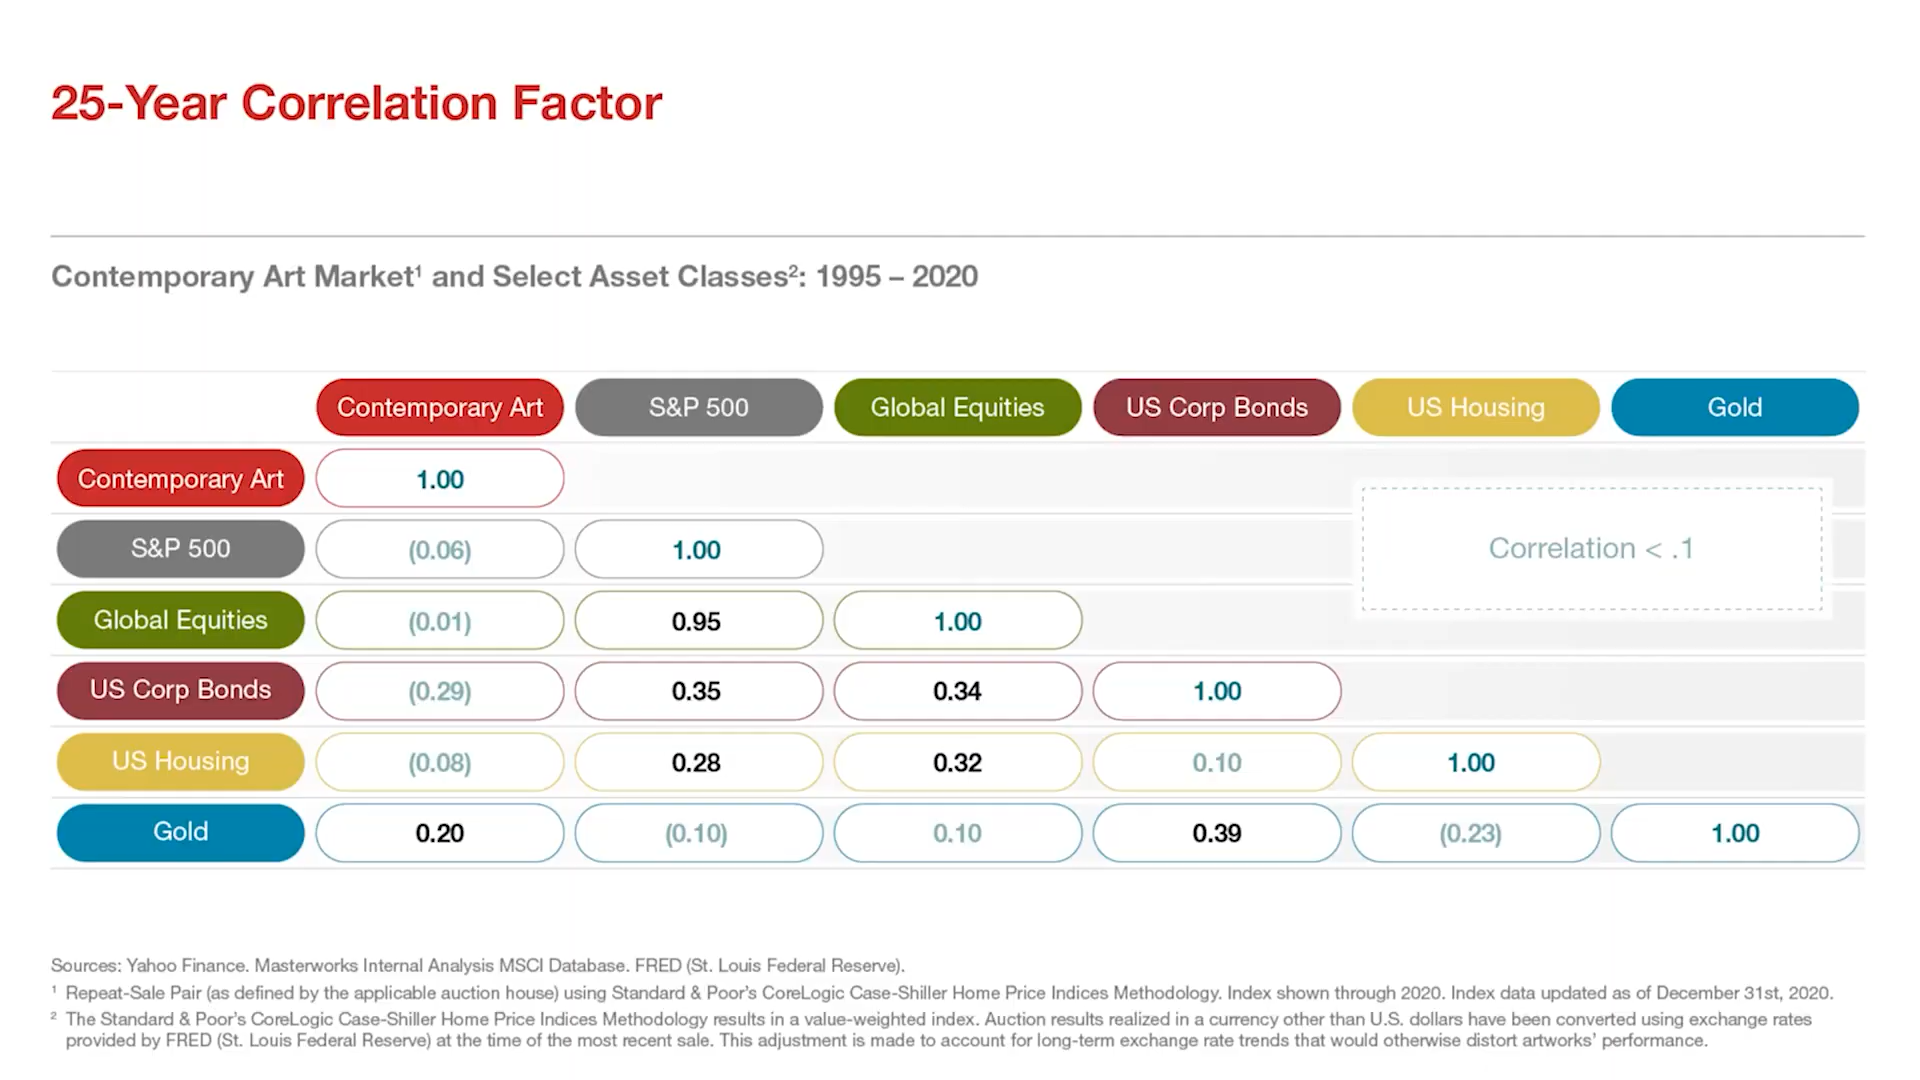 25-Year Correlation Factor
Contemporary Art Market¹ and Select Asset Classes²: 1995 – 2020
Contemporary Art S&P 500 Global Equities US Corp Bonds US Housing Gold
Contemporary Art 1.00
Correlation < .1
S&P 500 (0.06) 1.00
Global Equities (0.01) 0.95 1.00
US Corp Bonds (0.29) 0.35 0.34 1.00
US Housing (0.08) 0.28 0.32 0.10 1.00
Gold 0.20 (0.10) 0.10 0.39 (0.23) 1.00
Sources: Yahoo Finance. Masterworks Internal Analysis MSCI Database. FRED (St. Louis Federal Reserve).
¹ Repeat-Sale Pair (as defined by the applicable auction house) using Standard & Poor’s CoreLogic Case-Shiller Home Price Indices Methodology. Index shown through 2020. Index data updated as of December 31st, 2020.
² The Standard & Poor’s CoreLogic Case-Shiller Home Price Indices Methodology results in a value-weighted index. Auction results realized in a currency other than U.S. dollars have been converted using exchange rates
provided by FRED (St. Louis Federal Reserve) at the time of the most recent sale. This adjustment is made to account for long-term exchange rate trends that would otherwise distort artworks’ performance.